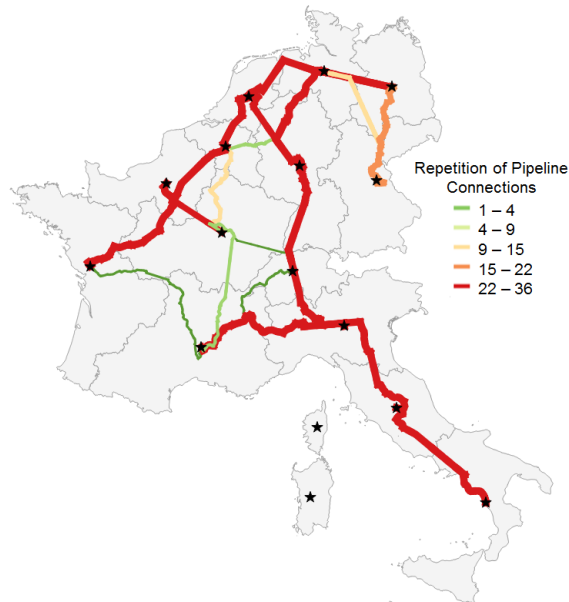 Repetition of Pipeline
Connections
1 – 4
4 – 9
9 – 15
15 – 22
22 – 36